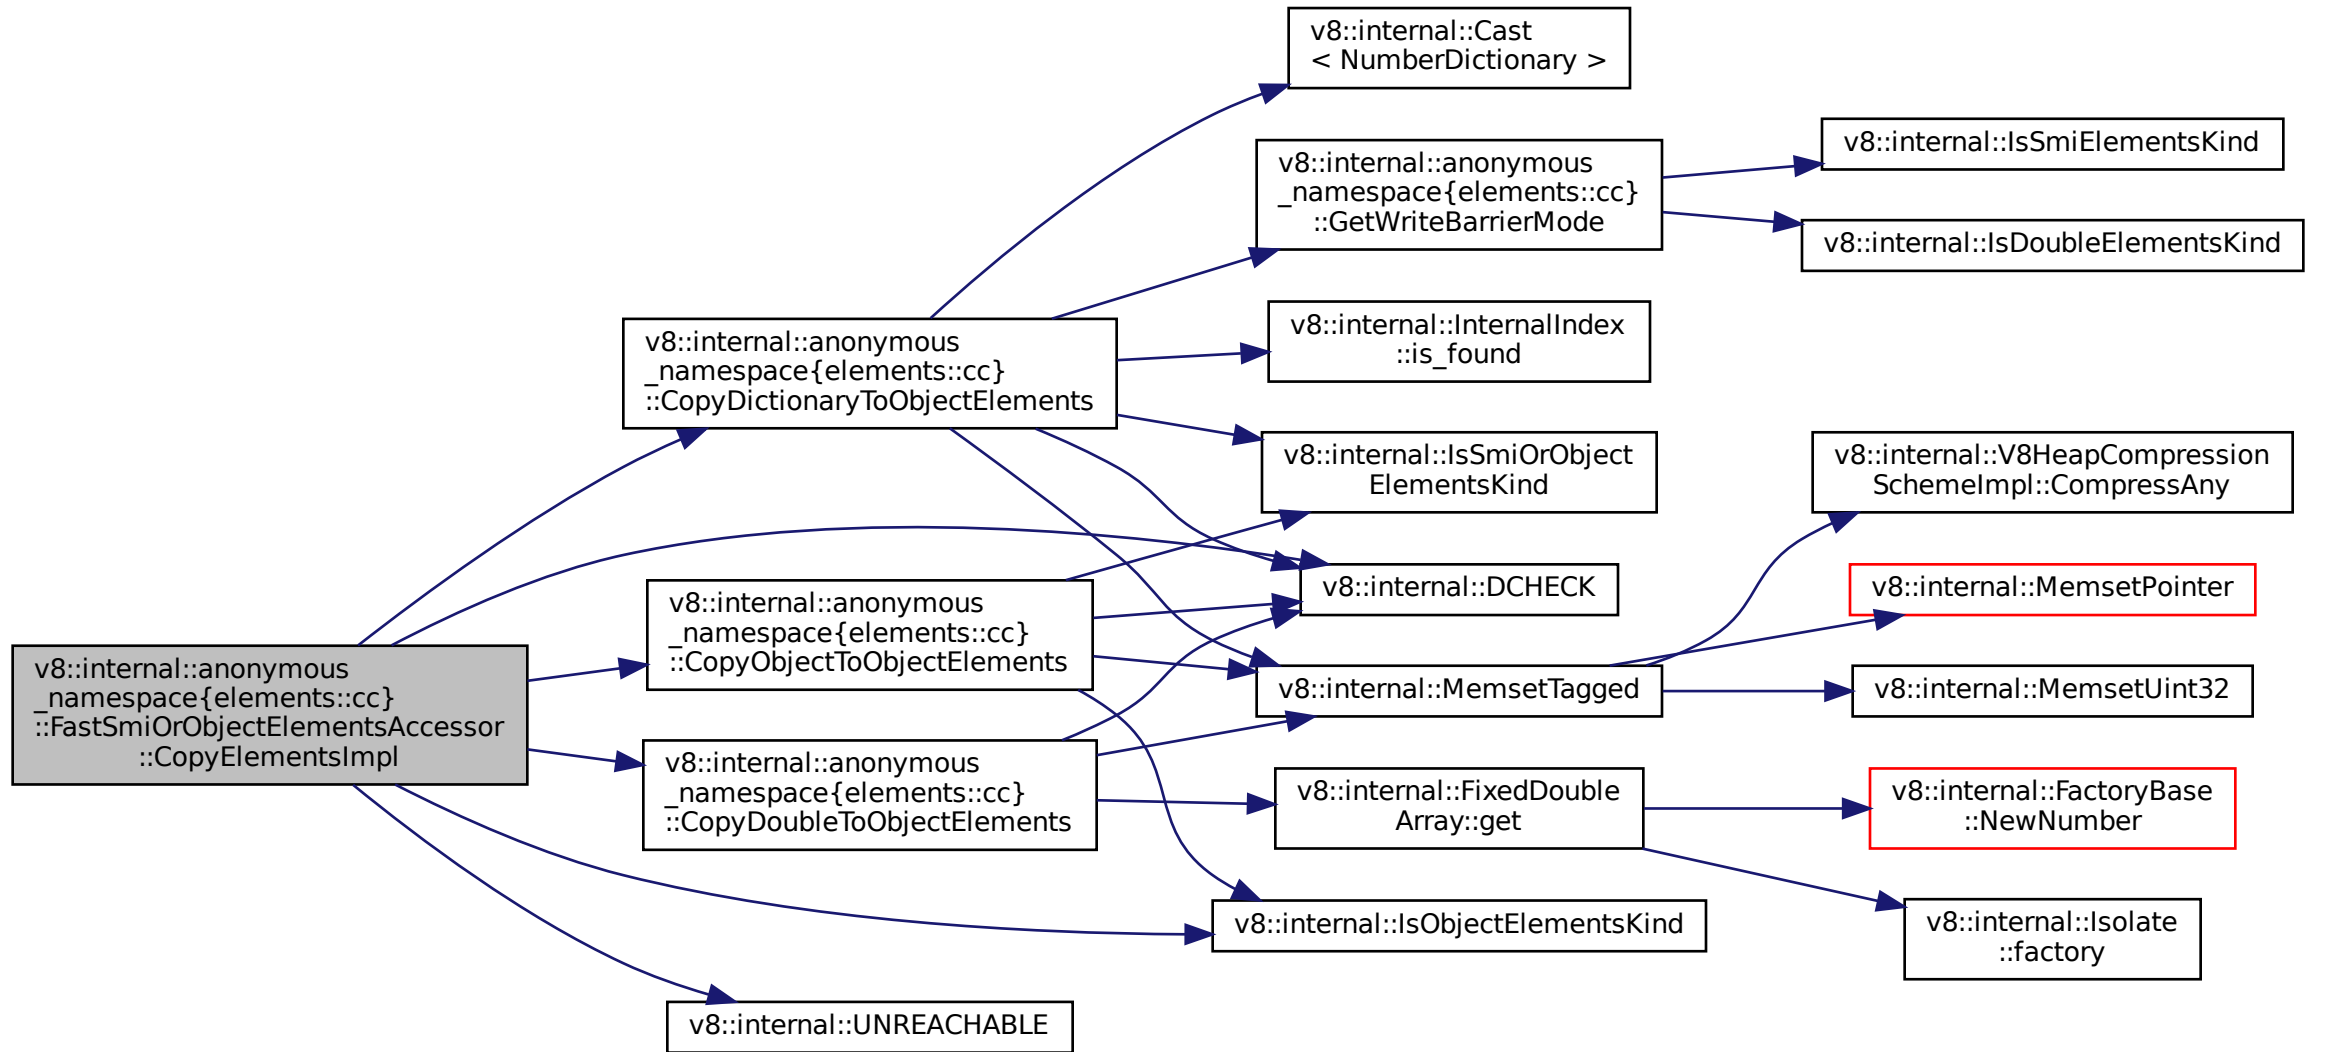 v8::internal::Cast
< NumberDictionary >
v8::internal::anonymous
_namespace{elements::cc}
::GetWriteBarrierMode
v8::internal::IsSmiElementsKind
v8::internal::IsDoubleElementsKind
v8::internal::InternalIndex
::is_found
v8::internal::anonymous
_namespace{elements::cc}
::CopyDictionaryToObjectElements
v8::internal::IsSmiOrObject
ElementsKind
v8::internal::V8HeapCompression
SchemeImpl::CompressAny
v8::internal::DCHECK
v8::internal::MemsetPointer
v8::internal::anonymous
_namespace{elements::cc}
::CopyObjectToObjectElements
v8::internal::anonymous
_namespace{elements::cc}
::FastSmiOrObjectElementsAccessor
::CopyElementsImpl
v8::internal::MemsetTagged
v8::internal::MemsetUint32
v8::internal::anonymous
_namespace{elements::cc}
::CopyDoubleToObjectElements
v8::internal::FixedDouble
Array::get
v8::internal::FactoryBase
::NewNumber
v8::internal::IsObjectElementsKind
v8::internal::Isolate
::factory
v8::internal::UNREACHABLE